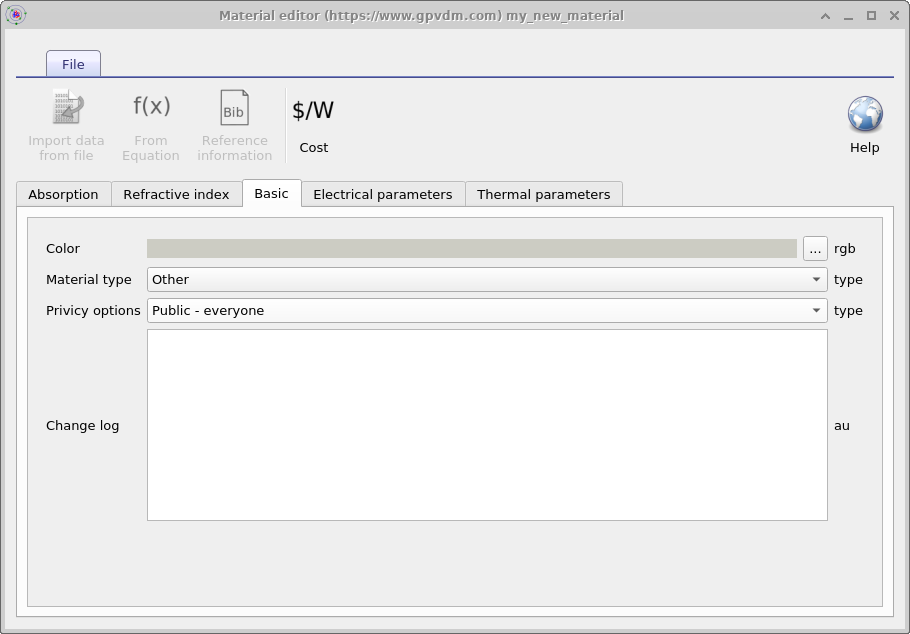 Material editor (https://www.gpvdm.com) my_new_material
File
f(x)
Bib
$/W
Import data
from file
From
Equation
Reference
information
Cost
Help
Absorption
Refractive index
Basic
Electrical parameters
Thermal parameters
Color
...
rgb
Material type
Other
type
Privicy options
Public - everyone
type
Change log
au